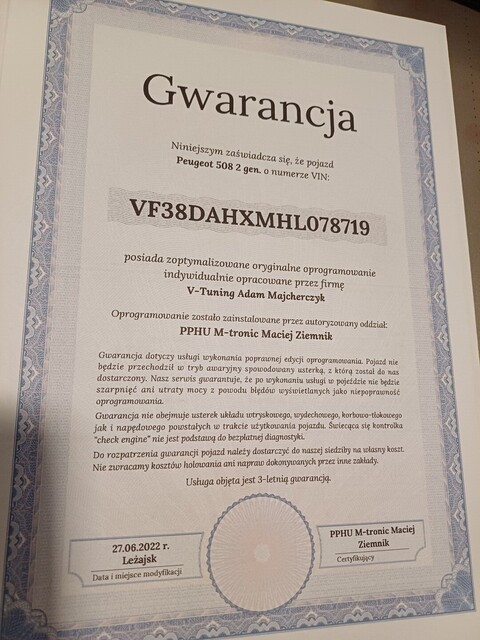 Gwarancja
Niniejszym zaświadcza się, że pojazd
Peugeot 508 2 gen. o numerze VIN:
VF38DAHXMHL078719
posiada zoptymalizowane oryginalne oprogramowanie
indywidualnie opracowane przez firmę
V-Tuning Adam Majcherczyk
Oprogramowanie zostało zainstalowane przez autoryzowany oddział:
PPHU M-tronic Maciej Ziemnik
Gwarancja dotyczy usługi wykonania poprawnej edycji oprogramowania. Pojazd nie
będzie przechodził w tryb awaryjny spowodowany usterką, z którą został do nas
dostarczony. Nasz serwis gwarantuje, że po wykonaniu usługi w pojeździe nie będzie
szarpnięć ani utraty mocy z powodu błędów wyświetlanych jako niepoprawność
oprogramowania.
Gwarancja nie obejmuje usterek układu wtryskowego, wydechowego, korbowo-tłokowego
jak i napędowego powstałych w trakcie użytkowania pojazdu. Świecąca się kontrolka
"check engine" nie jest podstawą do bezpłatnej diagnostyki.
Do rozpatrzenia gwarancji pojazd należy dostarczyć do naszej siedziby na własny koszt.
Nie zwracamy kosztów holowania ani napraw dokonywanych przez inne zakłady.
Usługa objęta jest 3-letnią gwarancją.
27.06.2022 r.
Leżajsk
Data i miejsce modyfikacji
PPHU M-tronic Maciej
Ziemnik
Certyfikujący